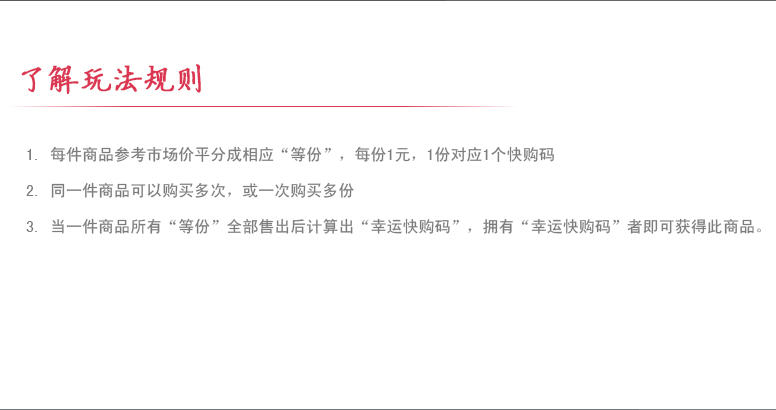 了解玩法规则
1. 每件商品参考市场价平分成相应“等份”，每份1元，1份对应1个快购码
2. 同一件商品可以购买多次，或一次购买多份
3. 当一件商品所有“等份”全部售出后计算出“幸运快购码”，拥有“幸运快购码”者即可获得此商品。